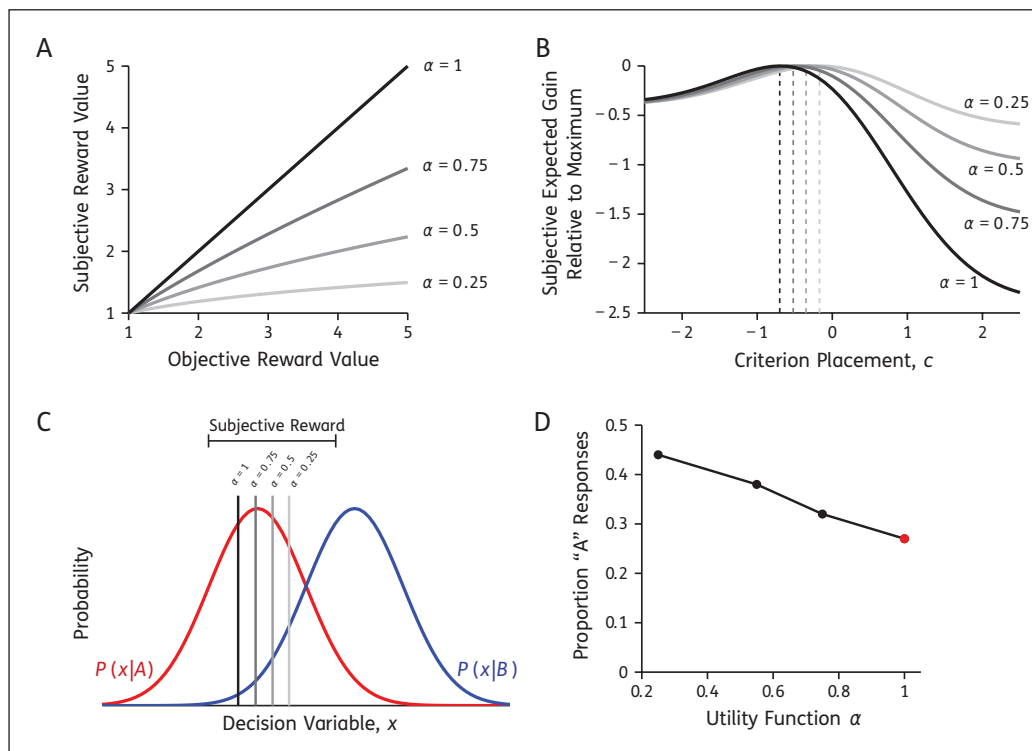 A
5
4
3
2
1
1
2
3
4
5
Subjective Reward Value
Objective Reward Value
α = 1
α = 0.75
α = 0.5
α = 0.25
B
0
−0.5
−1
−1.5
−2
−2.5
−2
−1
0
1
2
Subjective Expected Gain
Relative to Maximum
Criterion Placement, c
α = 0.25
α = 0.5
α = 0.75
α = 1
C
Subjective Reward
α = 1
α = 0.75
α = 0.5
α = 0.25
Probability
P (x|A)
P (x|B)
Decision Variable, x
D
0.5
0.4
0.3
0.2
0.1
0
0.2
0.4
0.6
0.8
1
Proportion “A” Responses
Utility Function α